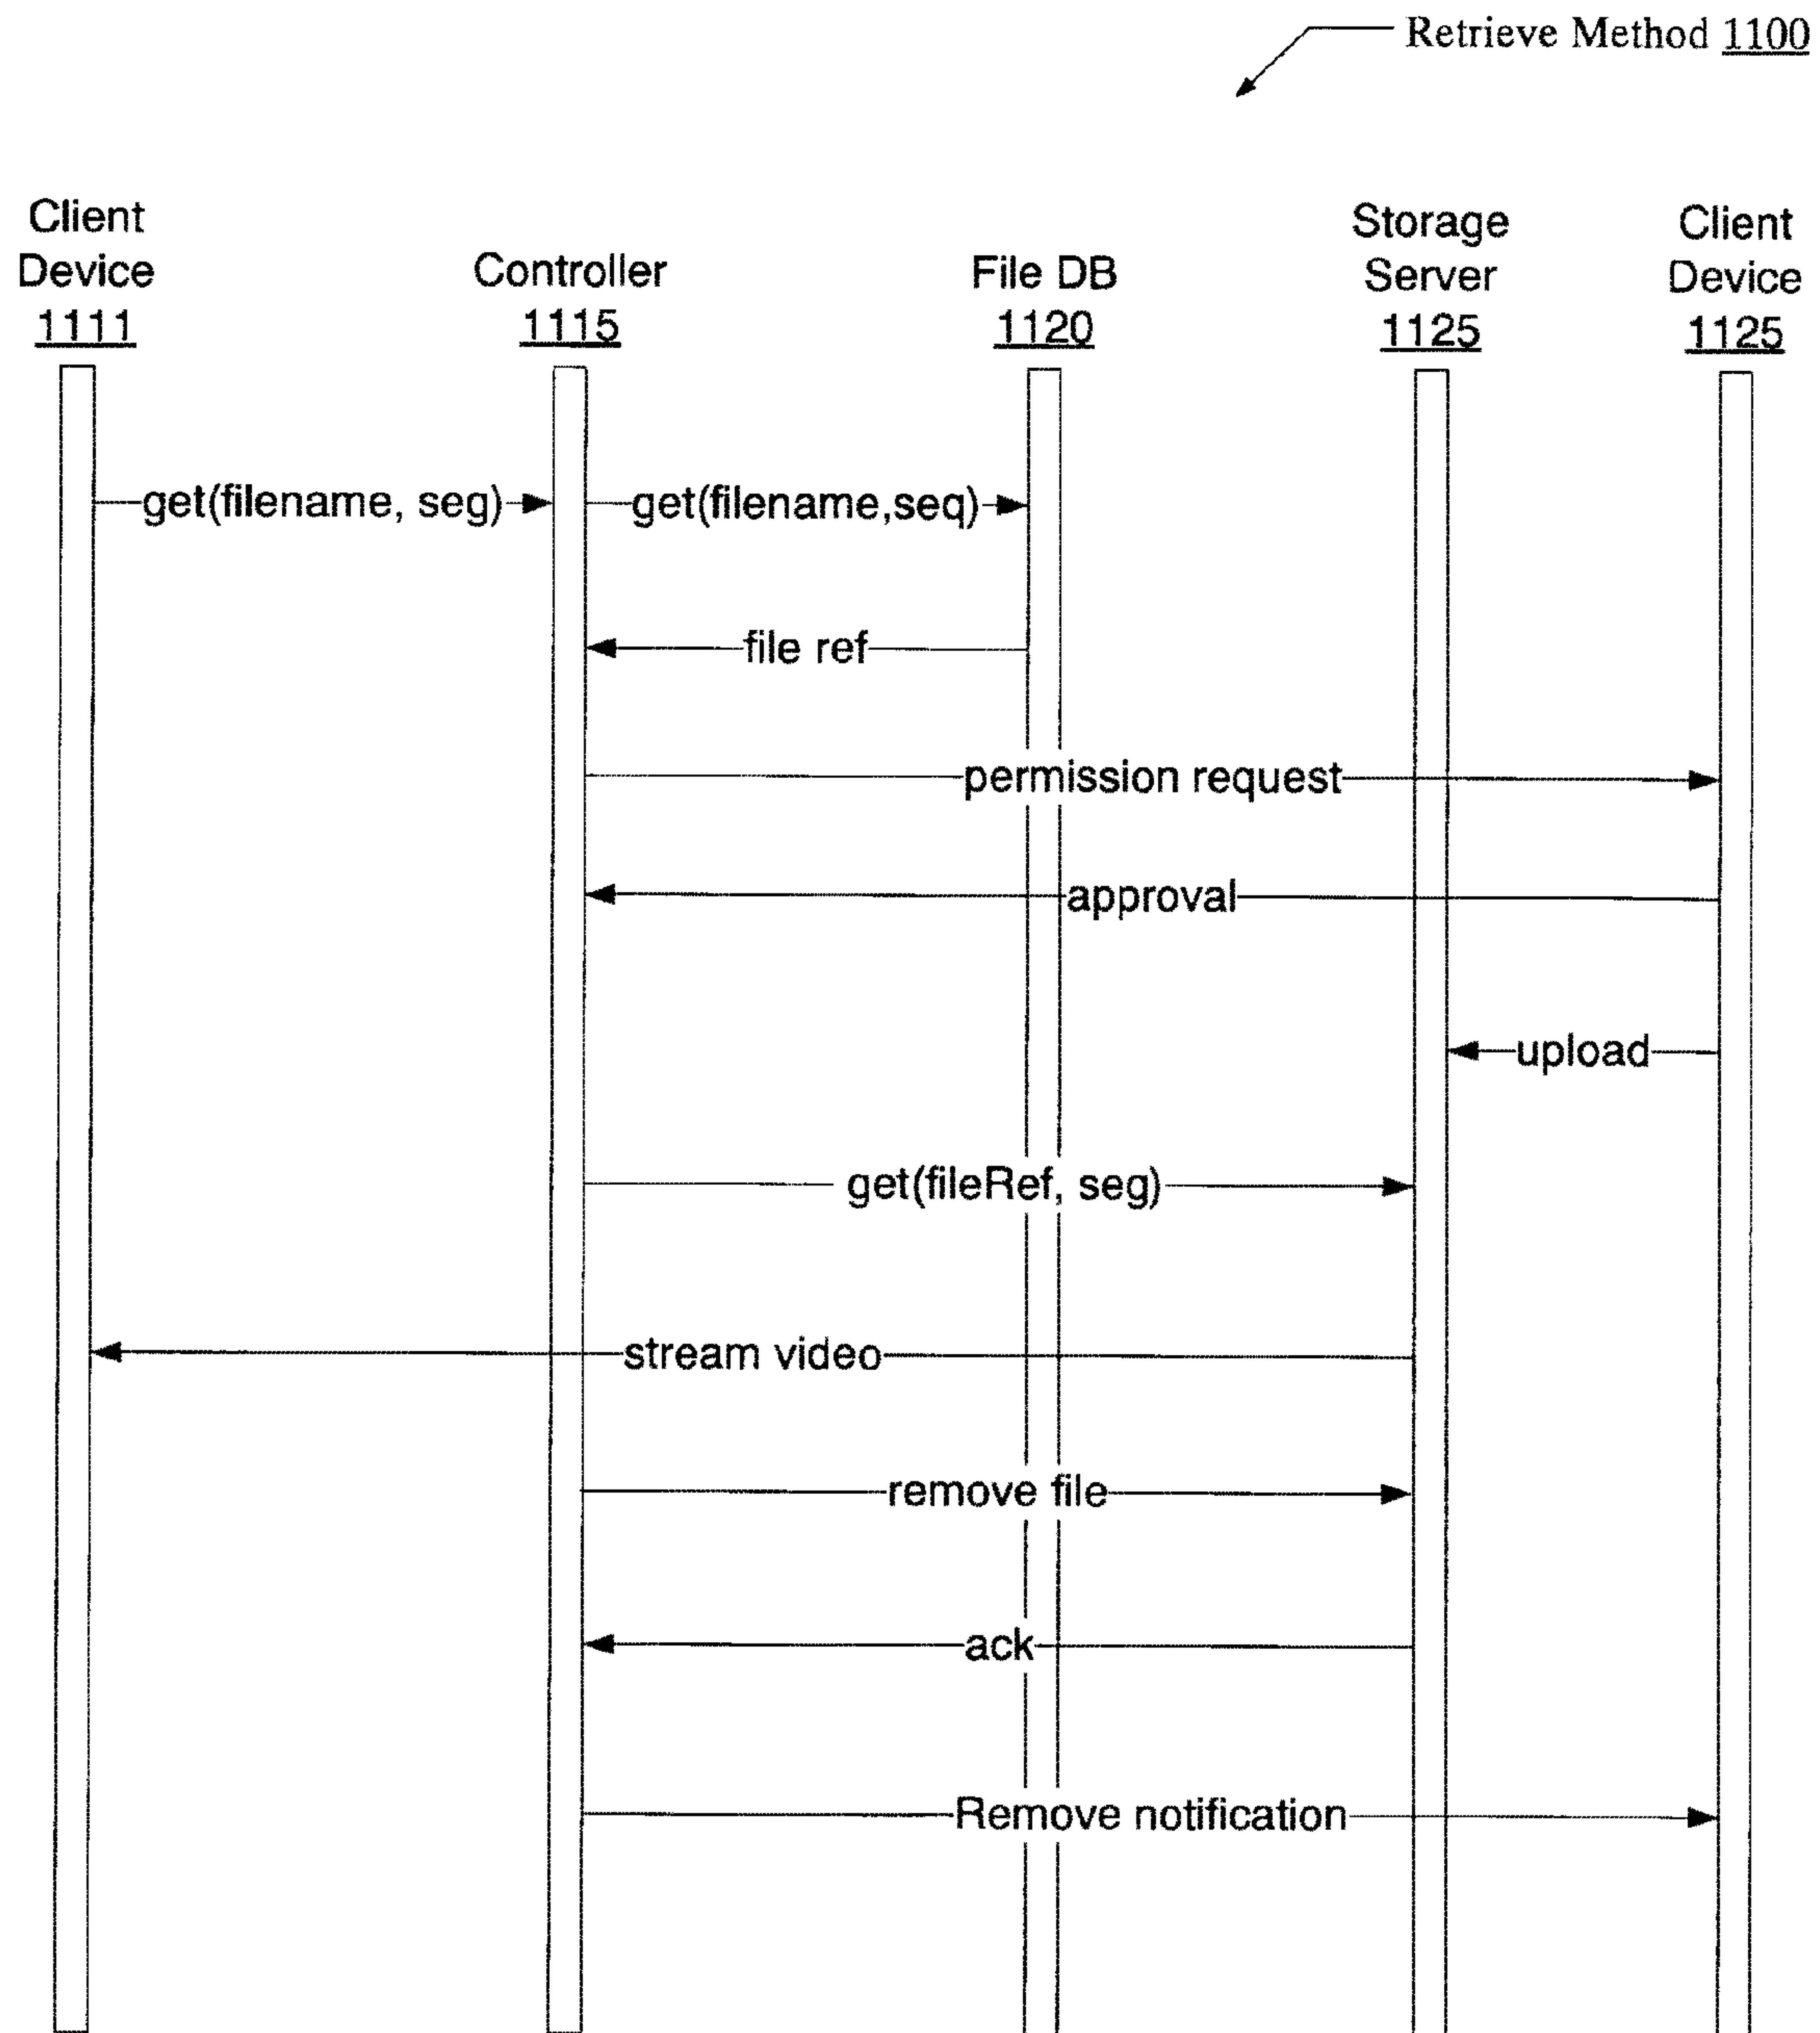 Retrieve Method 1100
Client
Device
1111
Controller
1115
File DB
1120
Storage
Server
1125
Client
Device
1125
get(filename, seg)
get(filename,seq)
file ref
permission request
approval
upload
get(fileRef, seg)
stream video
remove file
ack
Remove notification